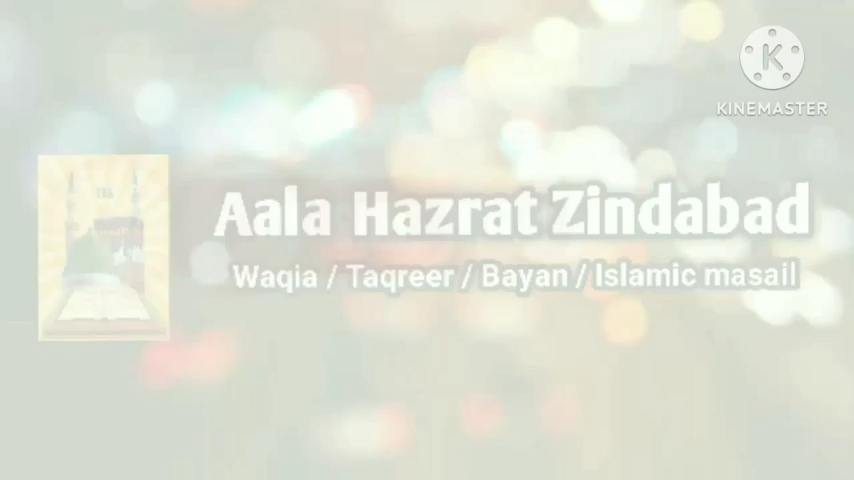 K
KINEMASTER
Aala Hazrat Zindabad
Waqia / Taqreer / Bayan / Islamic masail